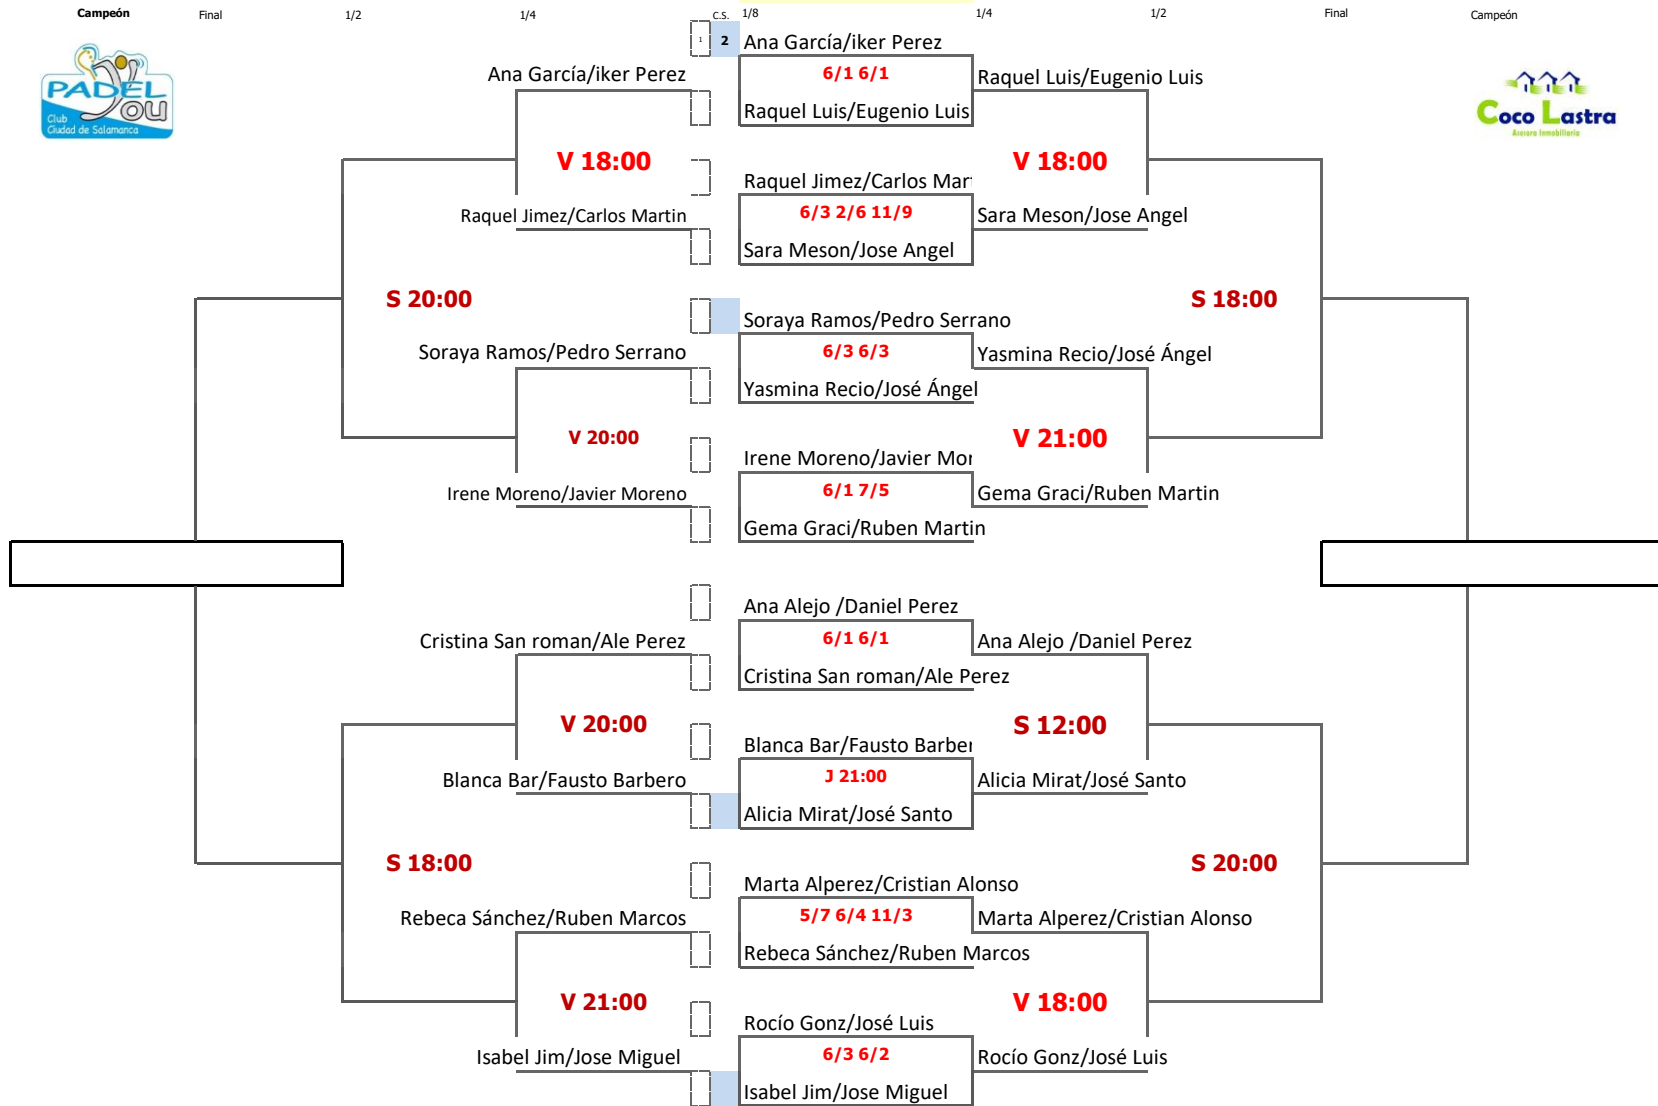 Campeón Final 1/2 1/4 C.S. 1/8 1/4 1/2 Final Campeón
1 2 Ana García/iker Perez
Ana García/iker Perez 6/1 6/1 Raquel Luis/Eugenio Luis
PADEL YOU
Club
Ciudad de Salamanca
Coco Lastra
Asesora Inmobiliaria
Raquel Luis/Eugenio Luis
V 18:00 V 18:00
Raquel Jimez/Carlos Mar
Raquel Jimez/Carlos Martin 6/3 2/6 11/9 Sara Meson/Jose Angel
Sara Meson/Jose Angel
S 20:00 S 18:00
Soraya Ramos/Pedro Serrano
Soraya Ramos/Pedro Serrano 6/3 6/3 Yasmina Recio/José Ángel
Yasmina Recio/José Ángel
V 20:00 V 21:00
Irene Moreno/Javier Mor
Irene Moreno/Javier Moreno 6/1 7/5 Gema Graci/Ruben Martin
Gema Graci/Ruben Martin
Ana Alejo /Daniel Perez
Cristina San roman/Ale Perez 6/1 6/1 Ana Alejo /Daniel Perez
Cristina San roman/Ale Perez
V 20:00 S 12:00
Blanca Bar/Fausto Barber
Blanca Bar/Fausto Barbero J 21:00 Alicia Mirat/José Santo
Alicia Mirat/José Santo
S 18:00 S 20:00
Marta Alperez/Cristian Alonso
Rebeca Sánchez/Ruben Marcos 5/7 6/4 11/3 Marta Alperez/Cristian Alonso
Rebeca Sánchez/Ruben Marcos
V 21:00 V 18:00
Rocío Gonz/José Luis
Isabel Jim/Jose Miguel 6/3 6/2 Rocío Gonz/José Luis
Isabel Jim/Jose Miguel